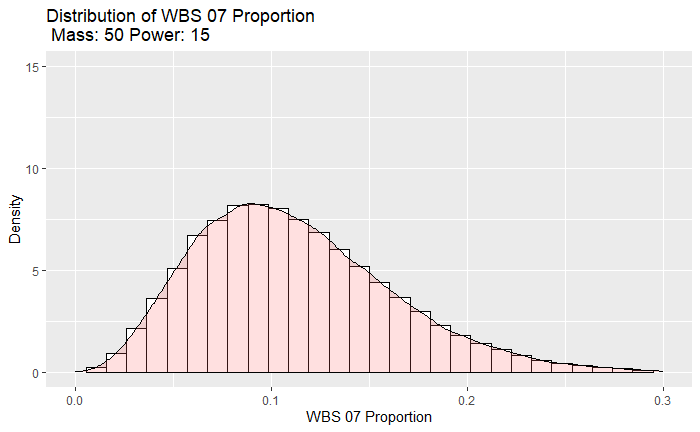 Distribution of WBS 07 Proportion
Mass: 50 Power: 15
15
10
5
0
Density
0.0 0.1 0.2 0.3
WBS 07 Proportion